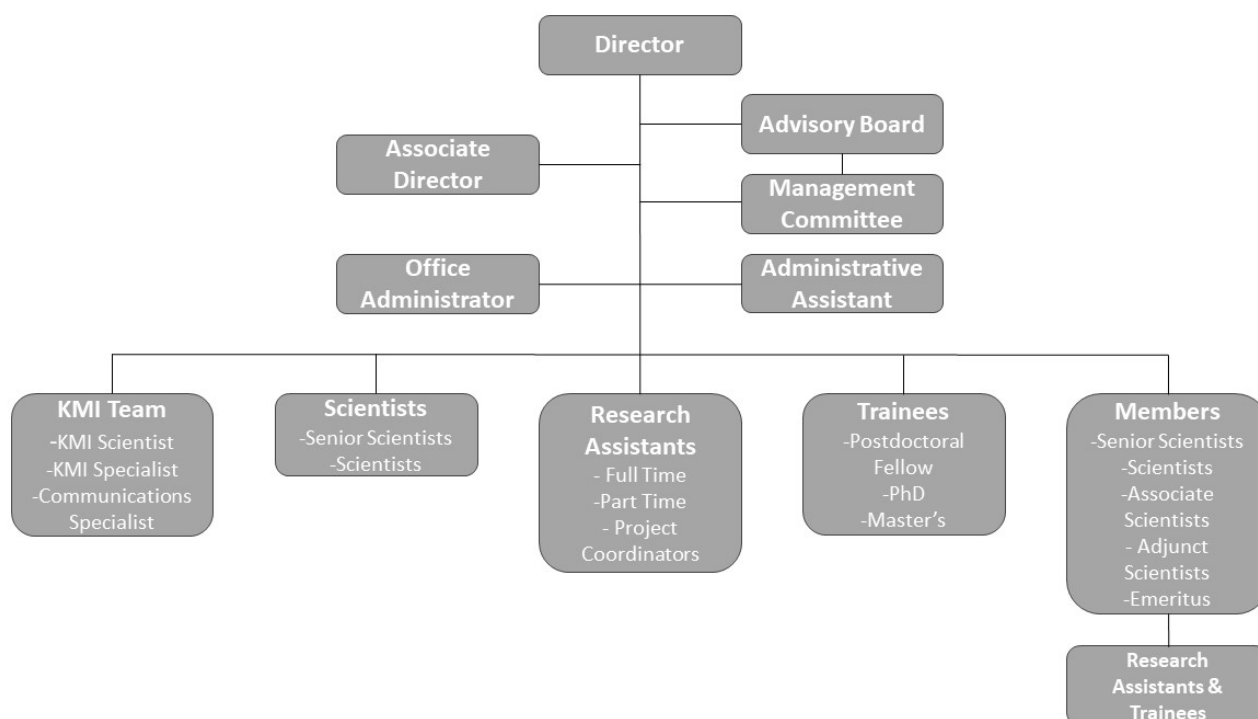 Director
Advisory Board
Associate
Director
Management
Committee
Office
Administrator
Administrative
Assistant
KMI Team
-KMI Scientist
-KMI Specialist
-Communications
Specialist
Scientists
-Senior Scientists
-Scientists
Research
Assistants
- Full Time
-Part Time
- Project
Coordinators
Trainees
-Postdoctoral
Fellow
-PhD
-Master's
Members
-Senior Scientists
-Scientists
-Associate
Scientists
- Adjunct
Scientists
-Emeritus
Research
Assistants &
Trainees